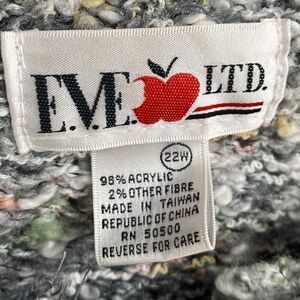 E.V.E. LTD.
22W
98% ACRYLIC
2% OTHER FIBRE
MADE IN TAIWAN
REPUBLIC OF CHINA
RN 50500
REVERSE FOR CARE